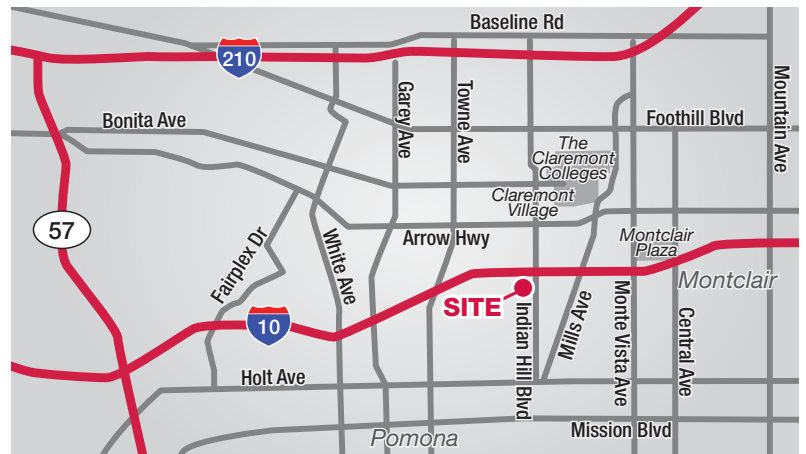 Baseline Rd
210
Mountain Ave
Bonita Ave
Garey Ave
Towne Ave
Foothill Blvd
The
Claremont
Colleges
Claremont
Village
57
Fairplex Dr
White Ave
Arrow Hwy
Montclair
Plaza
Montclair
SITE
10
Indian Hill Blvd
Mills Ave
Monte Vista Ave
Central Ave
Holt Ave
Pomona
Mission Blvd